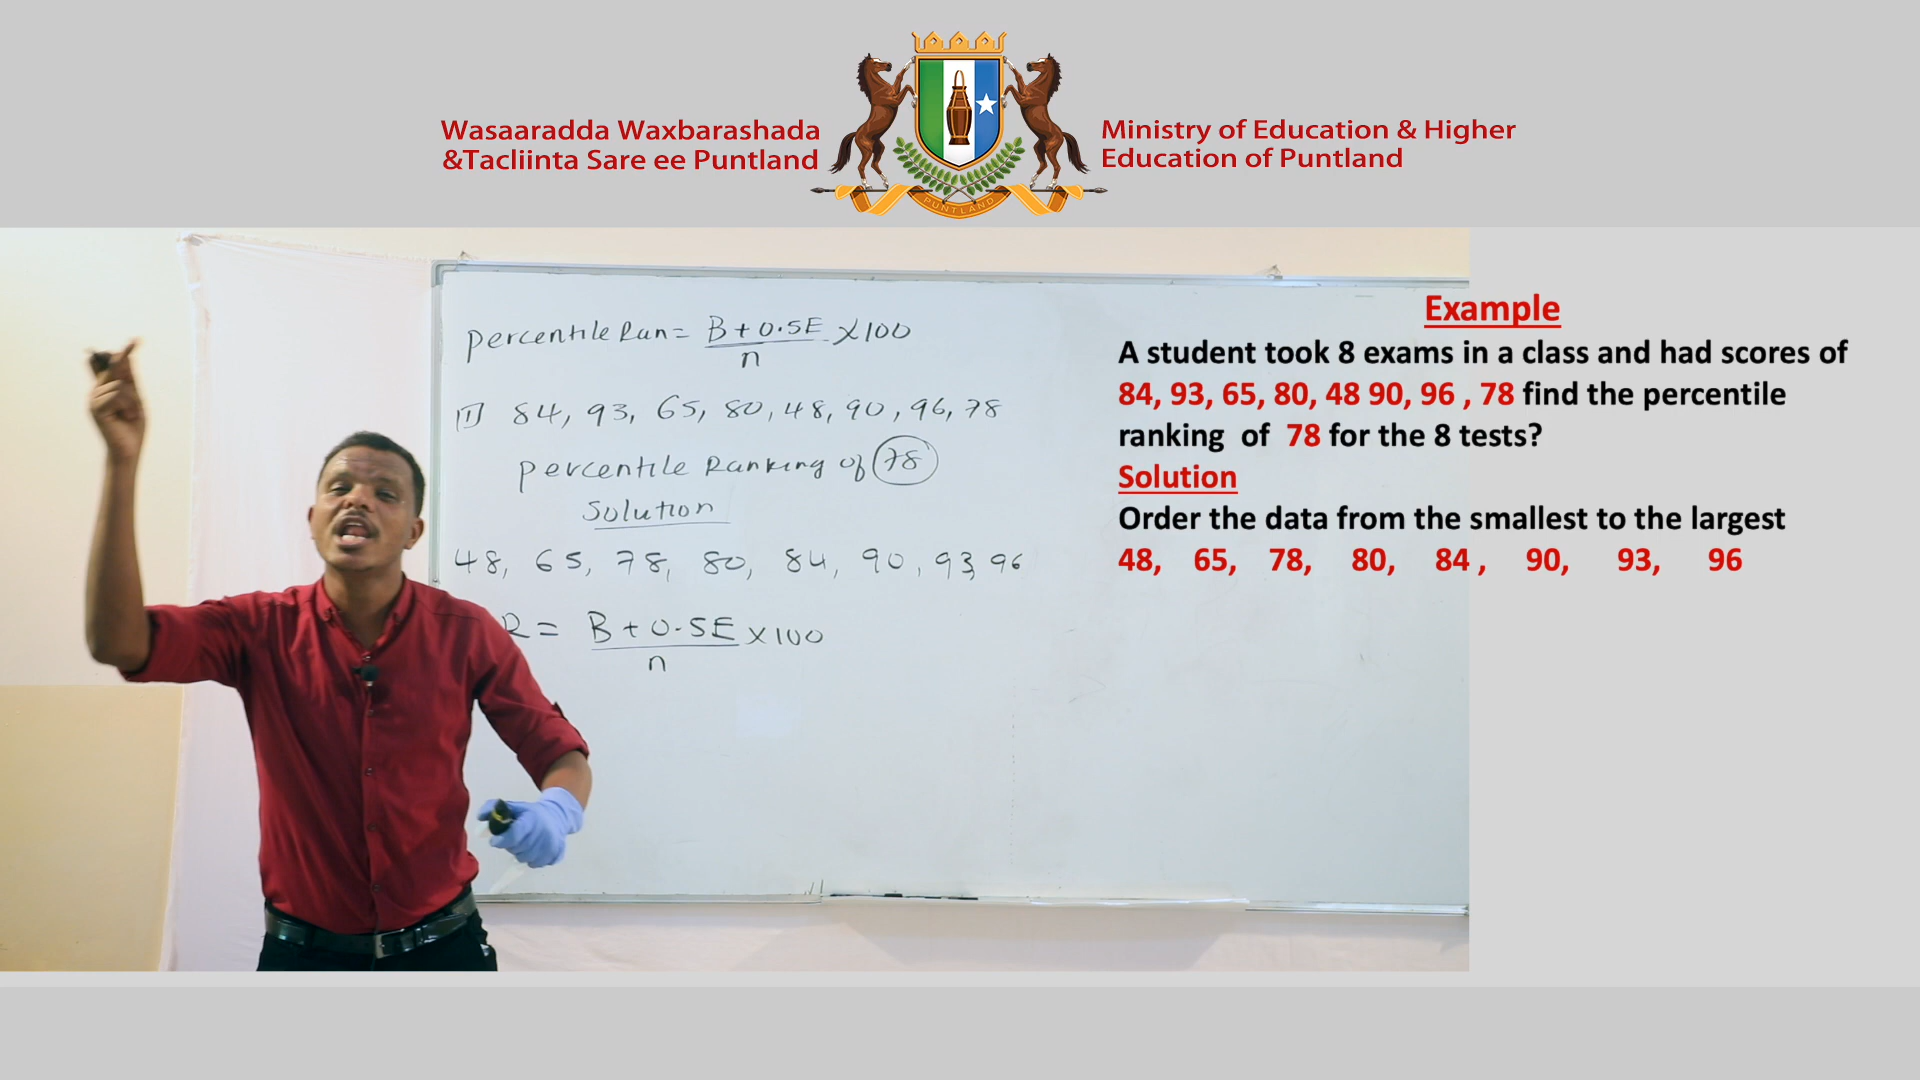 Wasaaradda Waxbarashada
&Tacliinta Sare ee Puntland
Ministry of Education & Higher
Education of Puntland
PUNTLAND
percentile Ran = B + 0.5E × 100
n
1) 84, 93, 65, 80, 48, 90, 96, 78
percentile Ranking of 78
Solution
48, 65, 78, 80, 84, 90, 93, 96
R = B + 0.5E × 100
n
Example
A student took 8 exams in a class and had scores of
84, 93, 65, 80, 48 90, 96 , 78 find the percentile
ranking of 78 for the 8 tests?
Solution
Order the data from the smallest to the largest
48, 65, 78, 80, 84 , 90, 93, 96